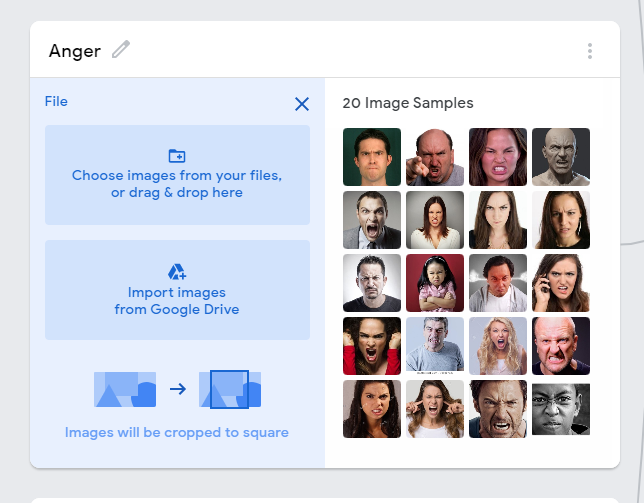 Anger
File
Choose images from your files,
or drag & drop here
Import images
from Google Drive
Images will be cropped to square
20 Image Samples